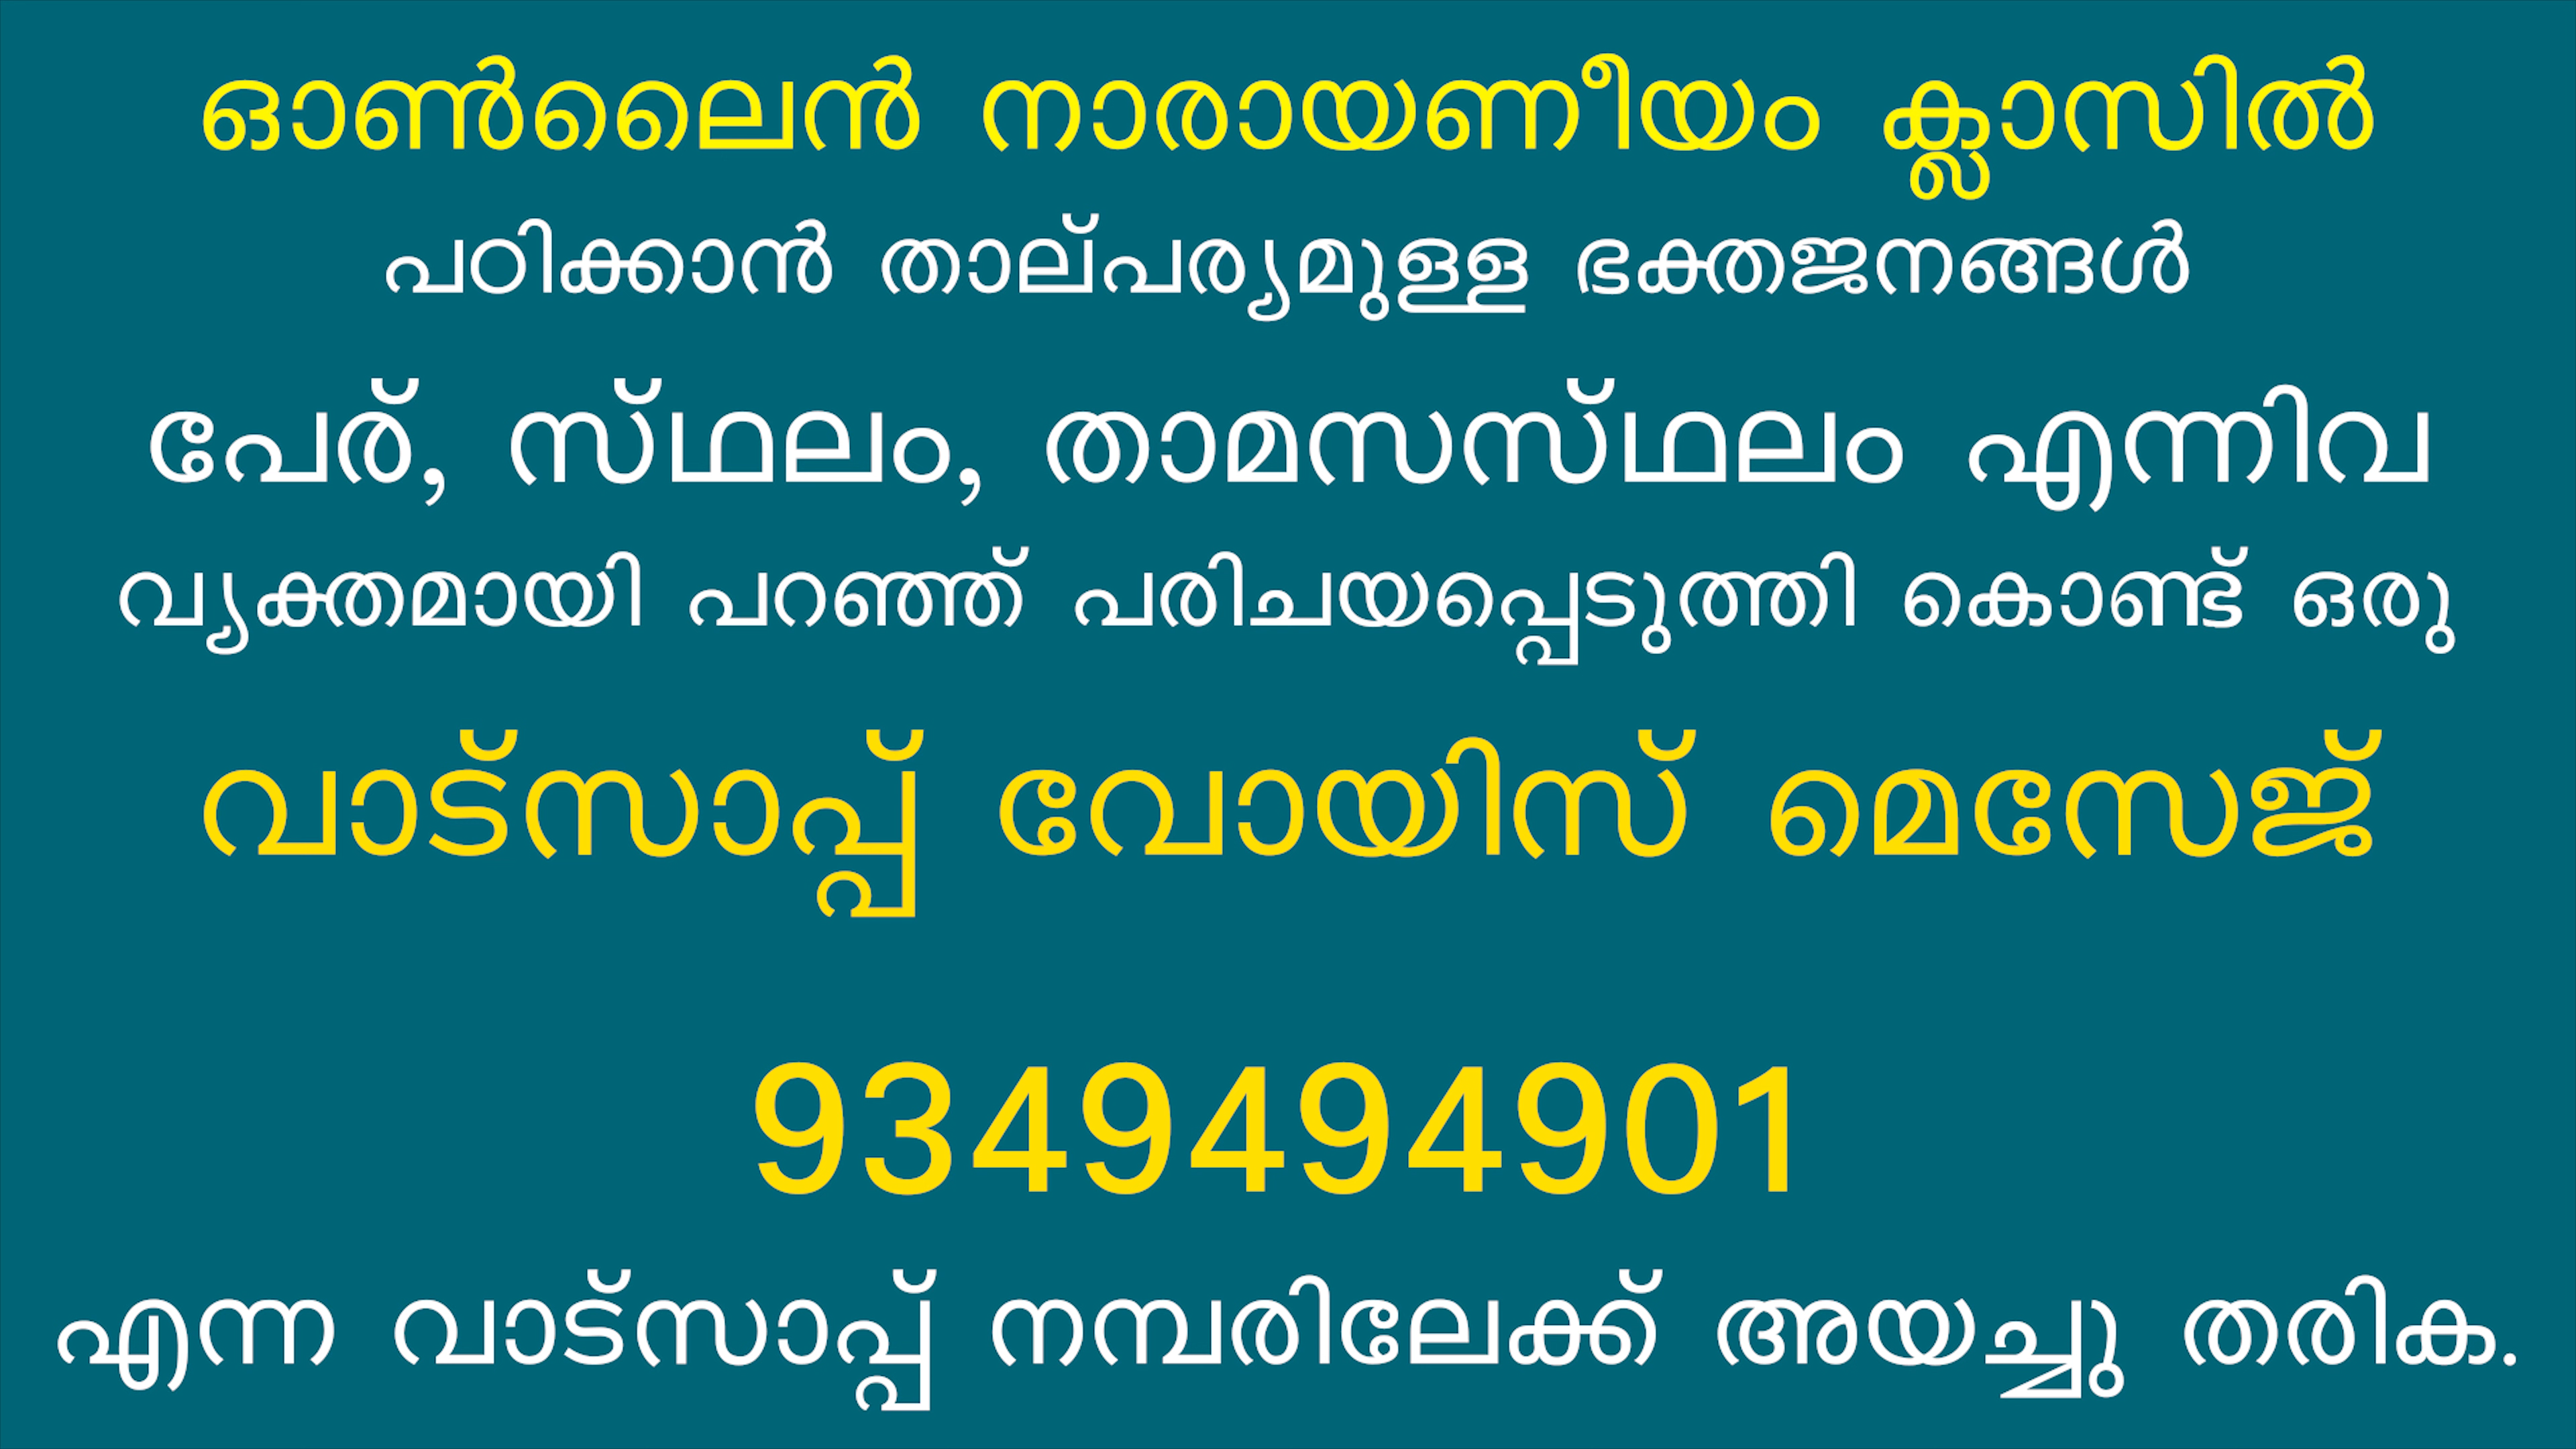 ഓൺലൈൻ നാരായണീയം ക്ലാസിൽ
പഠിക്കാൻ താല്പര്യമുള്ള ഭക്തജനങ്ങൾ
പേര്, സ്ഥലം, താമസസ്ഥലം എന്നിവ
വ്യക്തമായി പറഞ്ഞ് പരിചയപ്പെടുത്തി കൊണ്ട് ഒരു
വാട്സാപ്പ് വോയിസ് മെസേജ്
9349494901
എന്ന വാട്സാപ്പ് നമ്പരിലേക്ക് അയച്ചു തരിക.